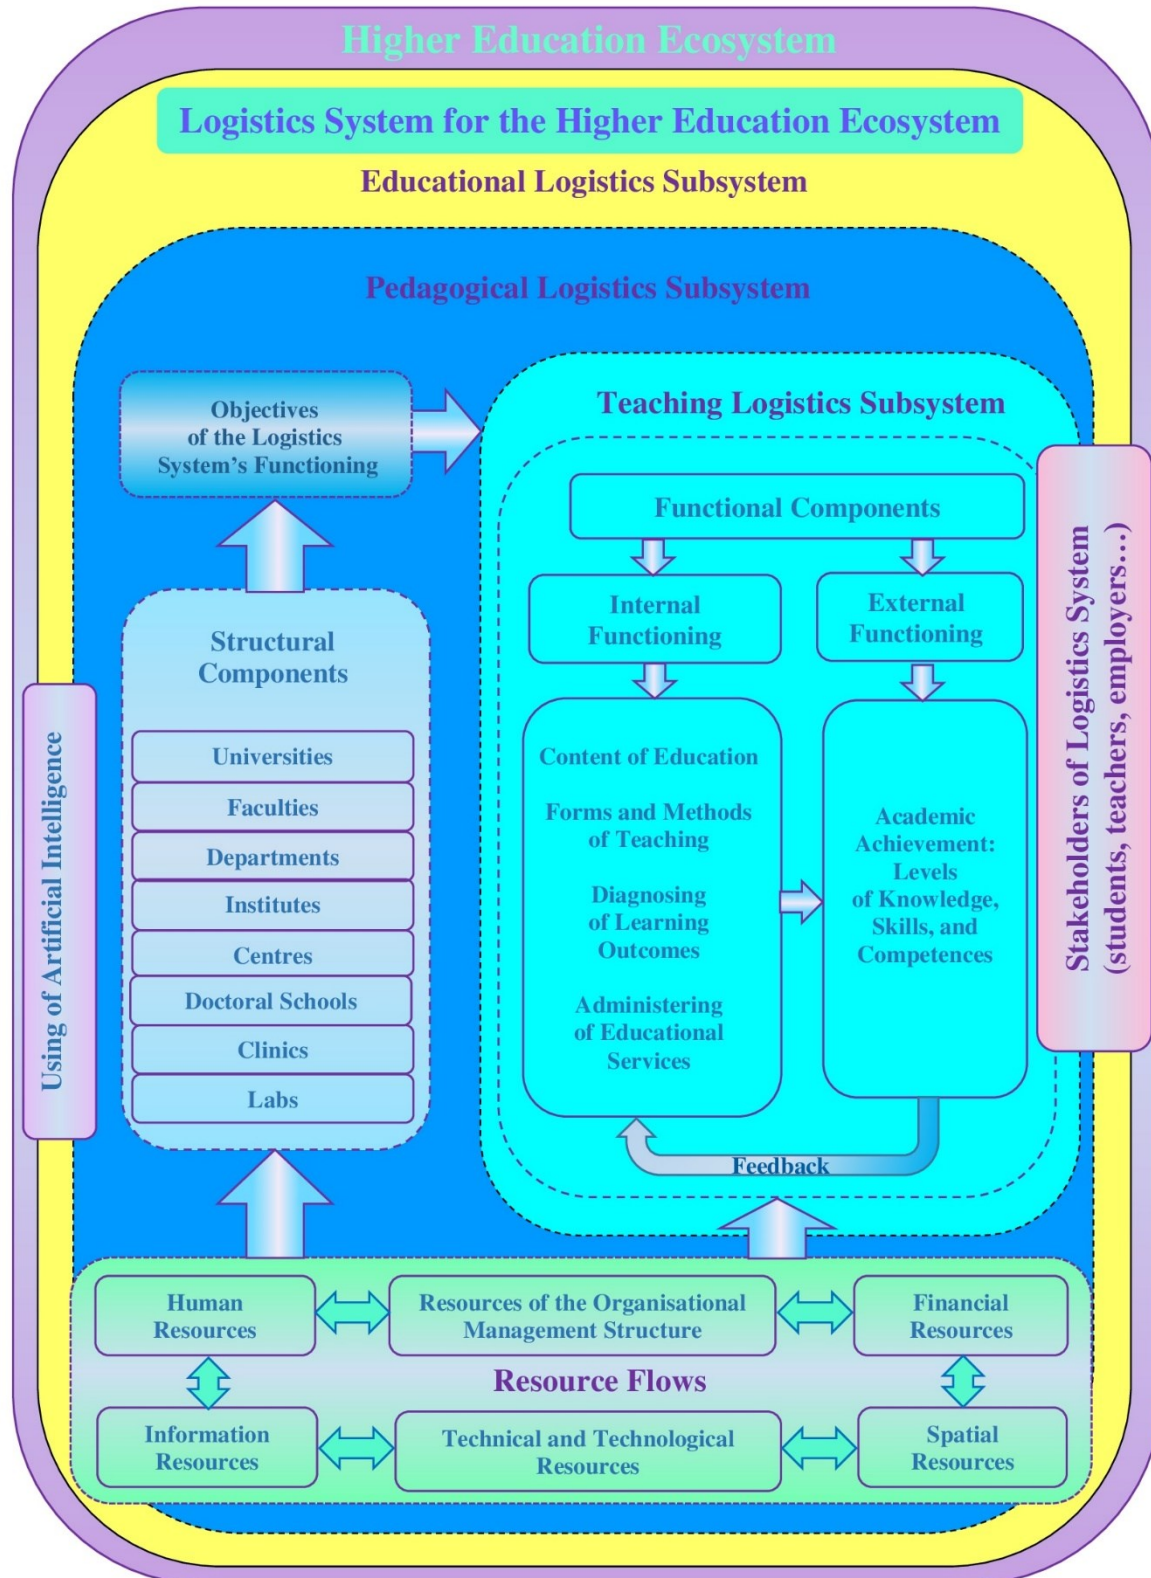 Higher Education Ecosystem
Logistics System for the Higher Education Ecosystem
Educational Logistics Subsystem
Pedagogical Logistics Subsystem
Objectives
of the Logistics
System’s Functioning
Teaching Logistics Subsystem
Functional Components
Internal
Functioning
External
Functioning
Structural
Components
Universities
Faculties
Departments
Institutes
Centres
Doctoral Schools
Clinics
Labs
Content of Education
Forms and Methods
of Teaching
Diagnosing
of Learning
Outcomes
Administering
of Educational
Services
Academic
Achievement:
Levels
of Knowledge,
Skills, and
Competences
Feedback
Using of Artificial Intelligence
Stakeholders of Logistics System
(students, teachers, employers...)
Human
Resources
Resources of the Organisational
Management Structure
Financial
Resources
Resource Flows
Information
Resources
Technical and Technological
Resources
Spatial
Resources